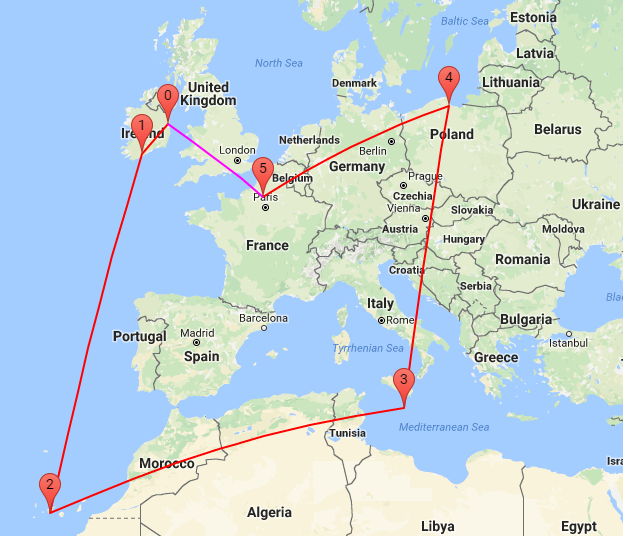 Estonia
Baltic Sea
North Sea
Latvia
4
Denmark
Lithuania
United
Kingdom
0
1
Ireland
Belarus
Poland
Netherlands
London
Berlin
Germany
5
Belgium
Prague
Paris
Czechia
Ukraine
Vienna
Slovakia
Austria
Moldova
France
Hungary
Romania
Croatia
Serbia
Italy
Barcelona
Rome
Bulgaria
Portugal
Madrid
Istanbul
Tyrrhenian Sea
Spain
Greece
3
Mediterranean Sea
Tunisia
Morocco
2
Algeria
Libya
Egypt